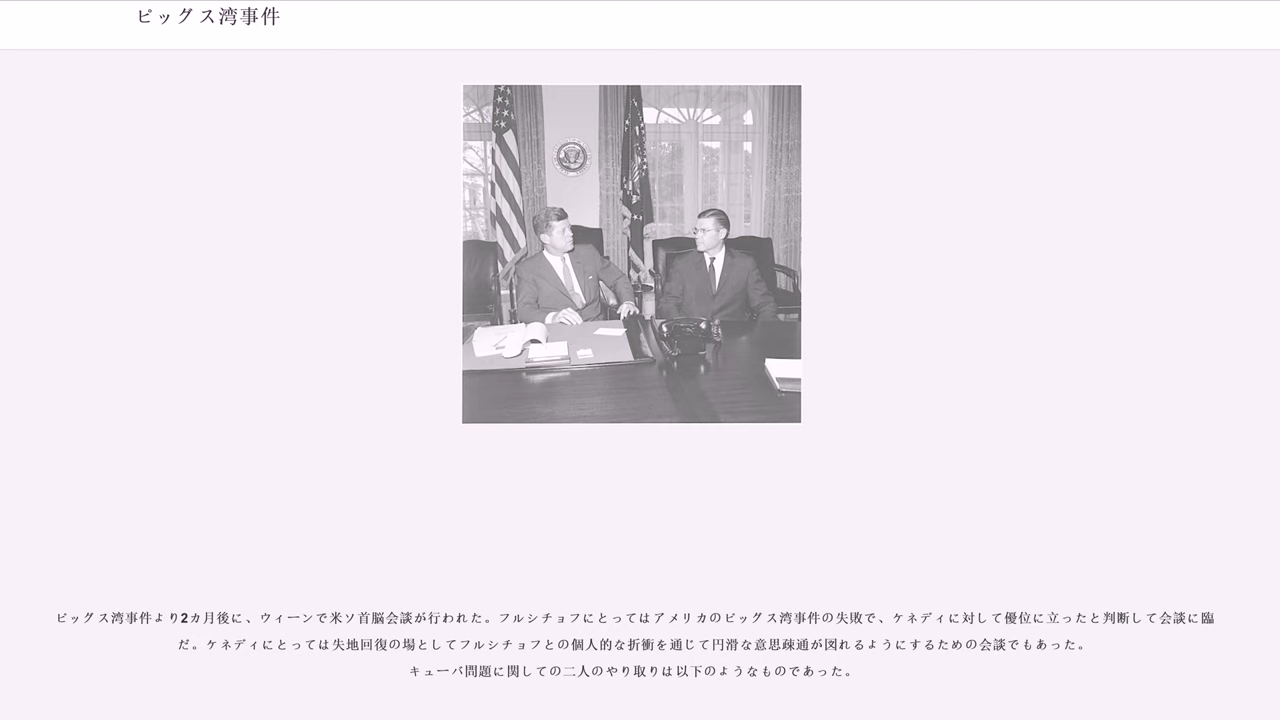 ピッグス湾事件
ピッグス湾事件より2カ月後に、ウィーンで米ソ首脳会談が行われた。フルシチョフにとってはアメリカのピッグス湾事件の失敗で、ケネディに対して優位に立ったと判断して会談に臨
だ。ケネディにとっては失地回復の場としてフルシチョフとの個人的な折衝を通じて円滑な意思疎通が図れるようにするための会談でもあった。
キューバ問題に関しての二人のやり取りは以下のようなものであった。